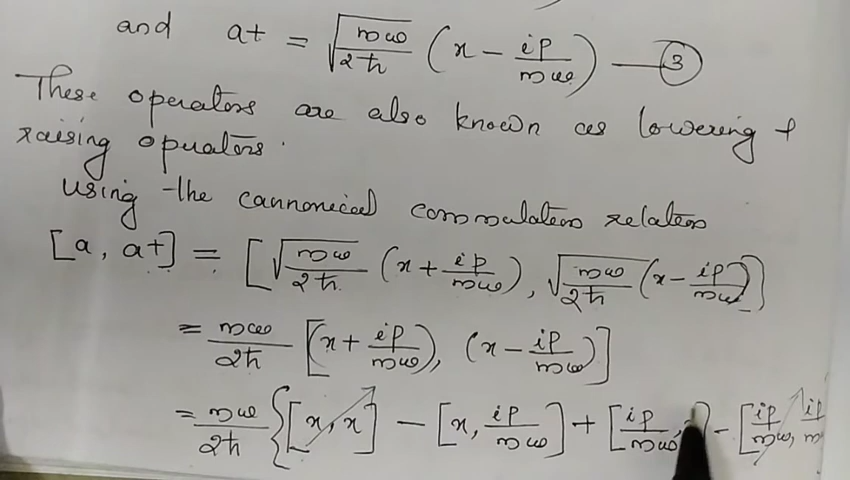 and a+ = √(mω/2ħ) (x − ip/mω) — ③
These operators are also known as lowering &
raising operators.
using the cannonical commutation relation
[a, a+] = [√(mω/2ħ) (x + ip/mω), √(mω/2ħ) (x − ip/mω)]
= mω/2ħ [(x + ip/mω), (x − ip/mω)]
= mω/2ħ {[x, x] − [x, ip/mω] + [ip/mω, ] − [ip/mω, ip/m